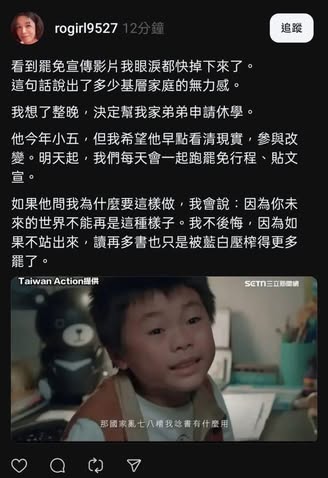 rogirl9527 12分鐘
追蹤
看到罷免宣傳影片我眼淚都快掉下來了。
這句話說出了多少基層家庭的無力感。
我想了整晚，決定幫我家弟弟申請休學。
他今年小五，但我希望他早點看清現實，參與改
變。明天起，我們每天會一起跑罷免行程、貼文
宣。
如果他問我為什麼要這樣做，我會說：因為你未
來的世界不能再是這種樣子。我不後悔，因為如
果不站出來，讀再多書也只是被藍白壓榨得更多
罷了。
Taiwan Action提供
SETN三立新聞網
那國家亂七八糟我唸書有什麼用